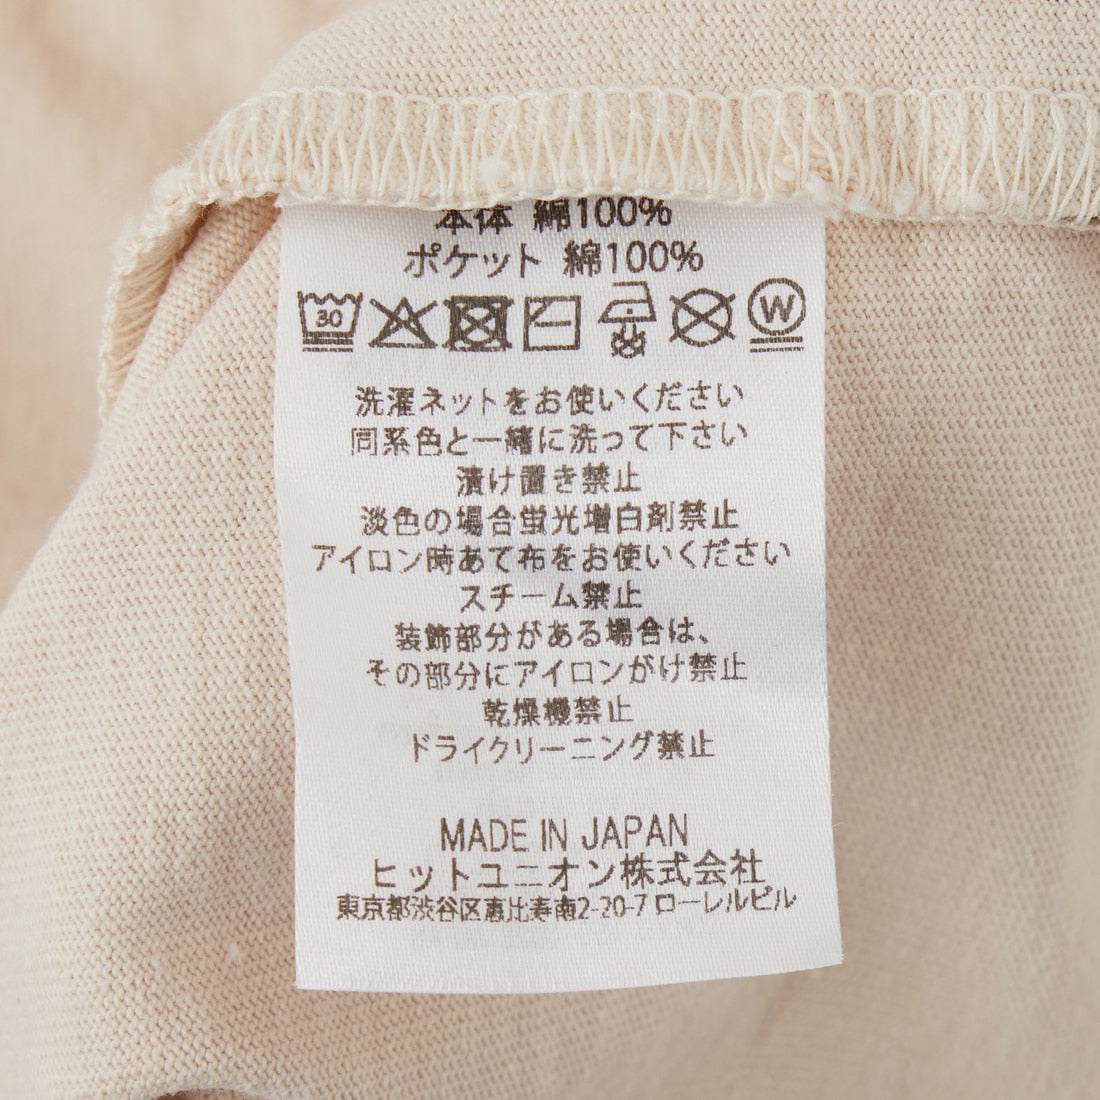 本体 綿100%
ポケット 綿100%
30 W
洗濯ネットをお使いください
同系色と一緒に洗って下さい
漬け置き禁止
淡色の場合蛍光増白剤禁止
アイロン時あて布をお使いください
スチーム禁止
装飾部分がある場合は、
その部分にアイロンがけ禁止
乾燥機禁止
ドライクリーニング禁止
MADE IN JAPAN
ヒットユニオン株式会社
東京都渋谷区恵比寿南2-20-7 ローレルビル